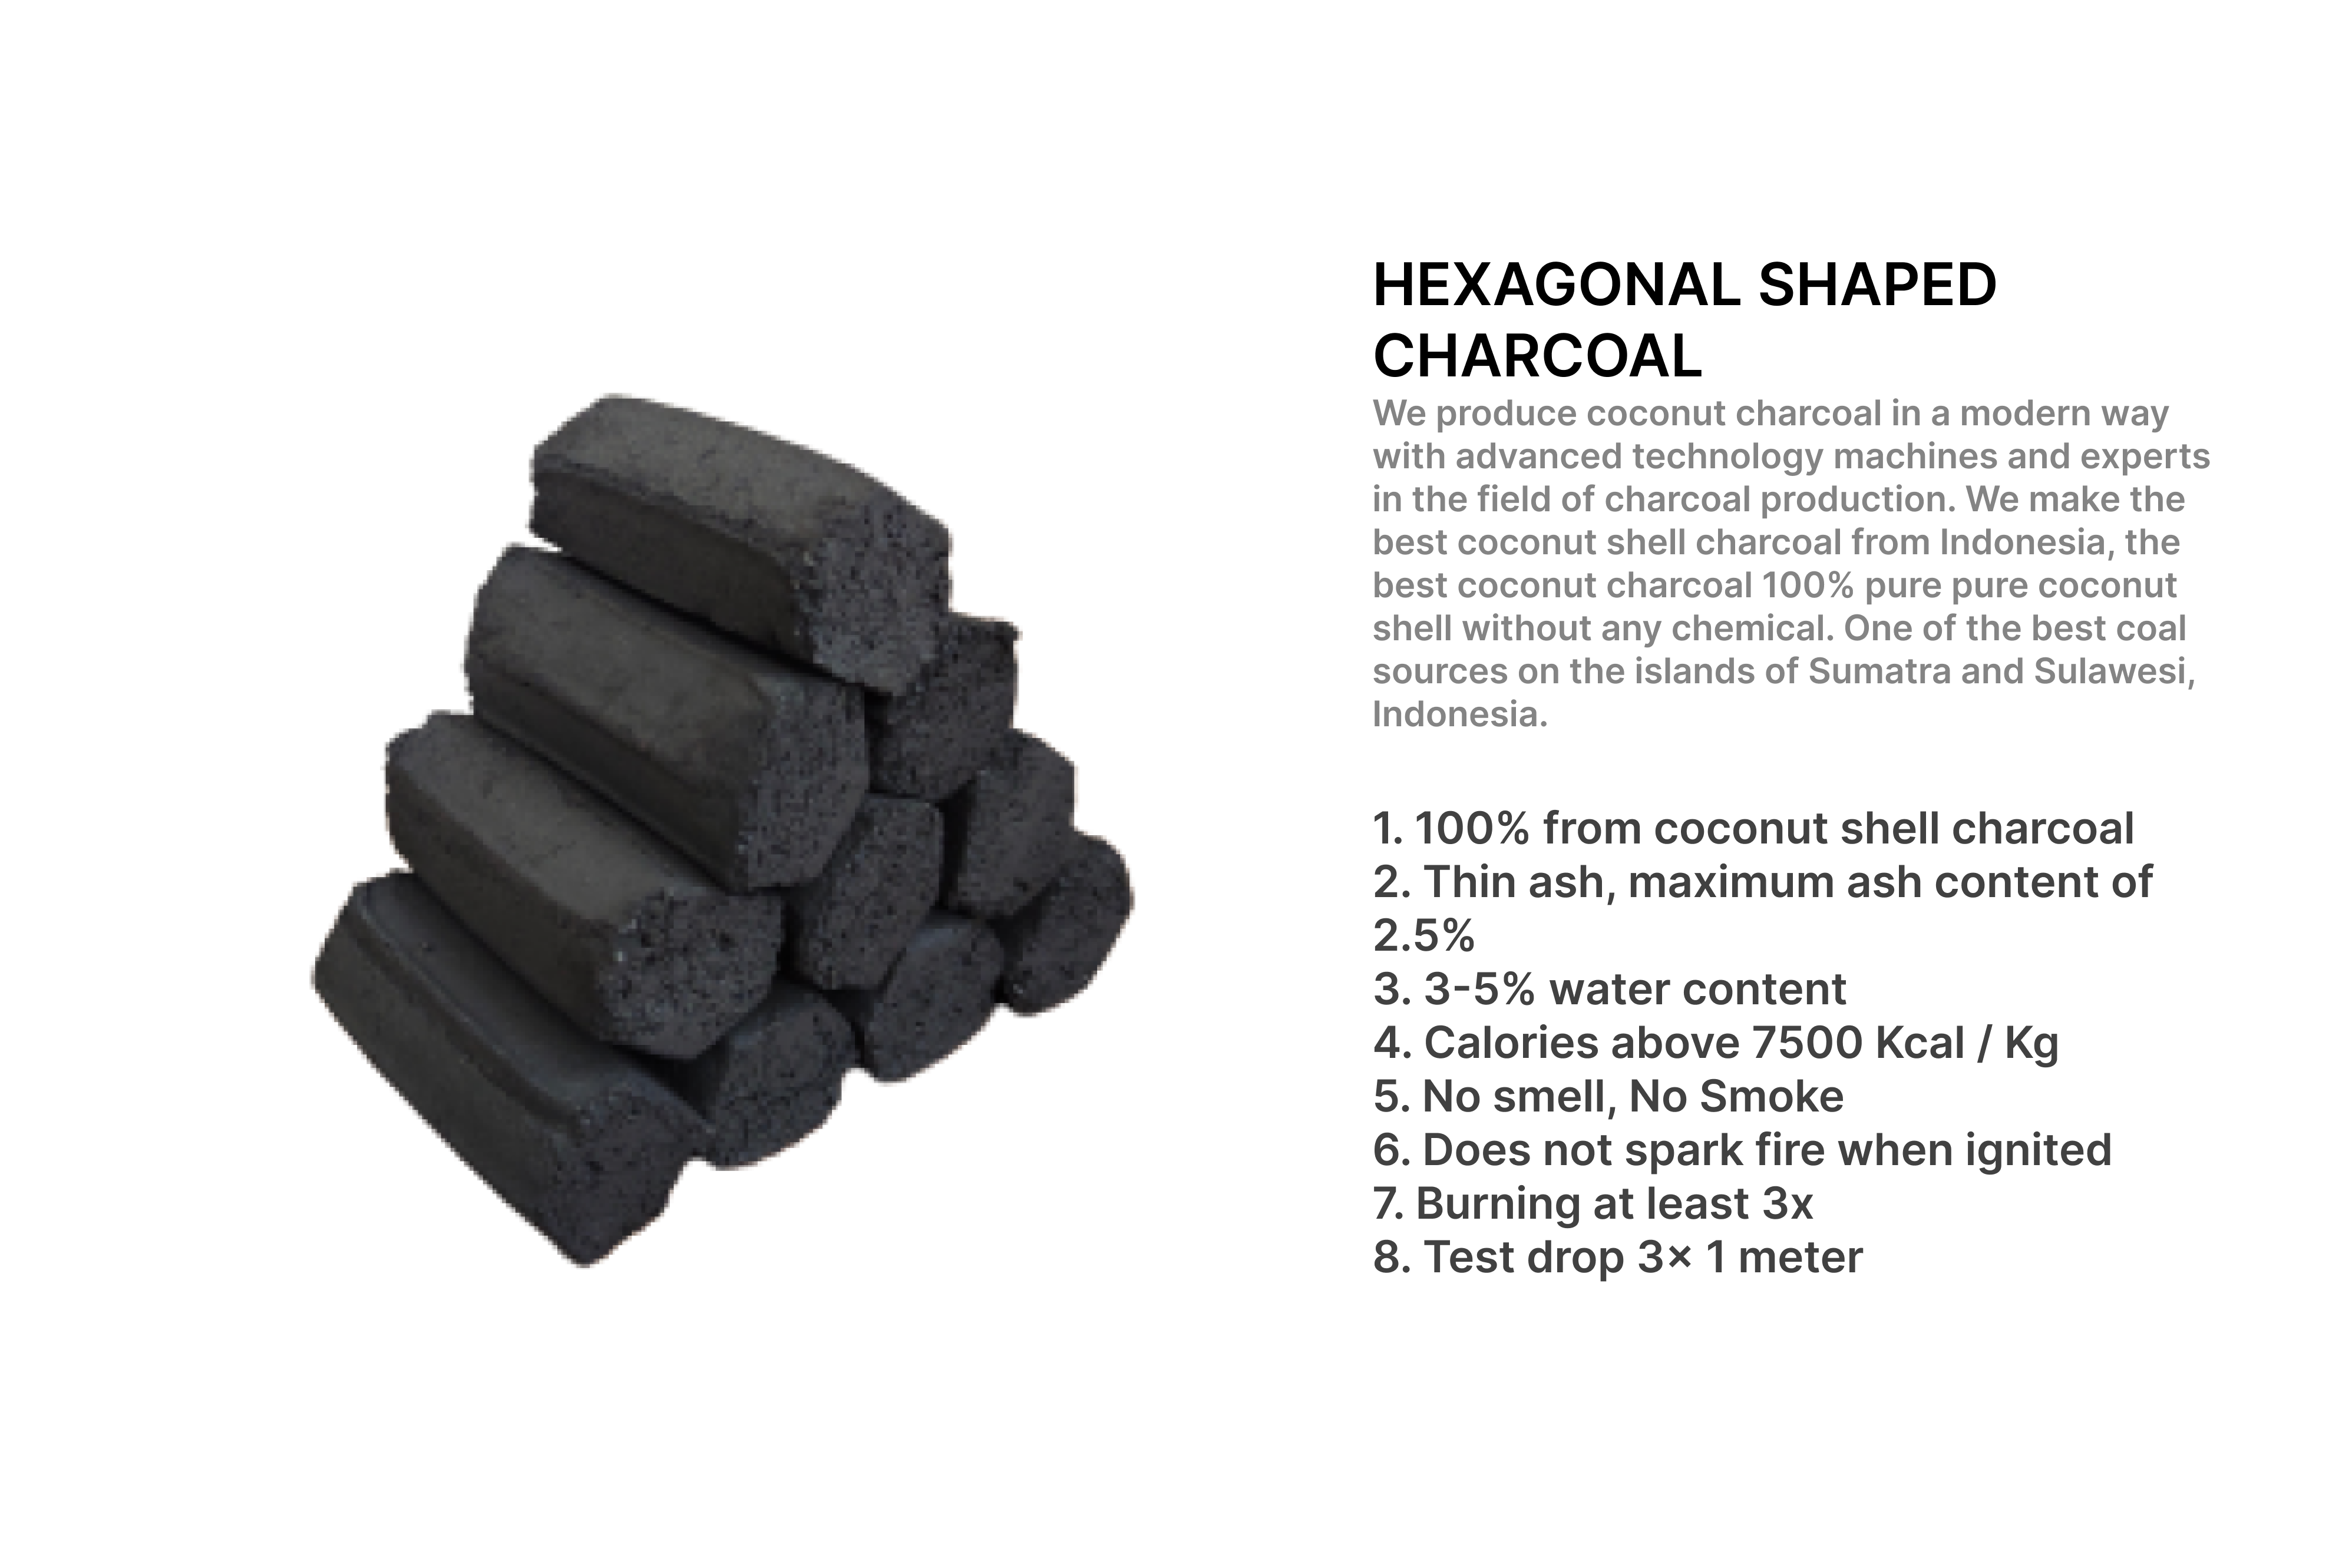 HEXAGONAL SHAPED
CHARCOAL
We produce coconut charcoal in a modern way
with advanced technology machines and experts
in the field of charcoal production. We make the
best coconut shell charcoal from Indonesia, the
best coconut charcoal 100% pure pure coconut
shell without any chemical. One of the best coal
sources on the islands of Sumatra and Sulawesi,
Indonesia.
1. 100% from coconut shell charcoal
2. Thin ash, maximum ash content of
2.5%
3. 3-5% water content
4. Calories above 7500 Kcal / Kg
5. No smell, No Smoke
6. Does not spark fire when ignited
7. Burning at least 3x
8. Test drop 3× 1 meter